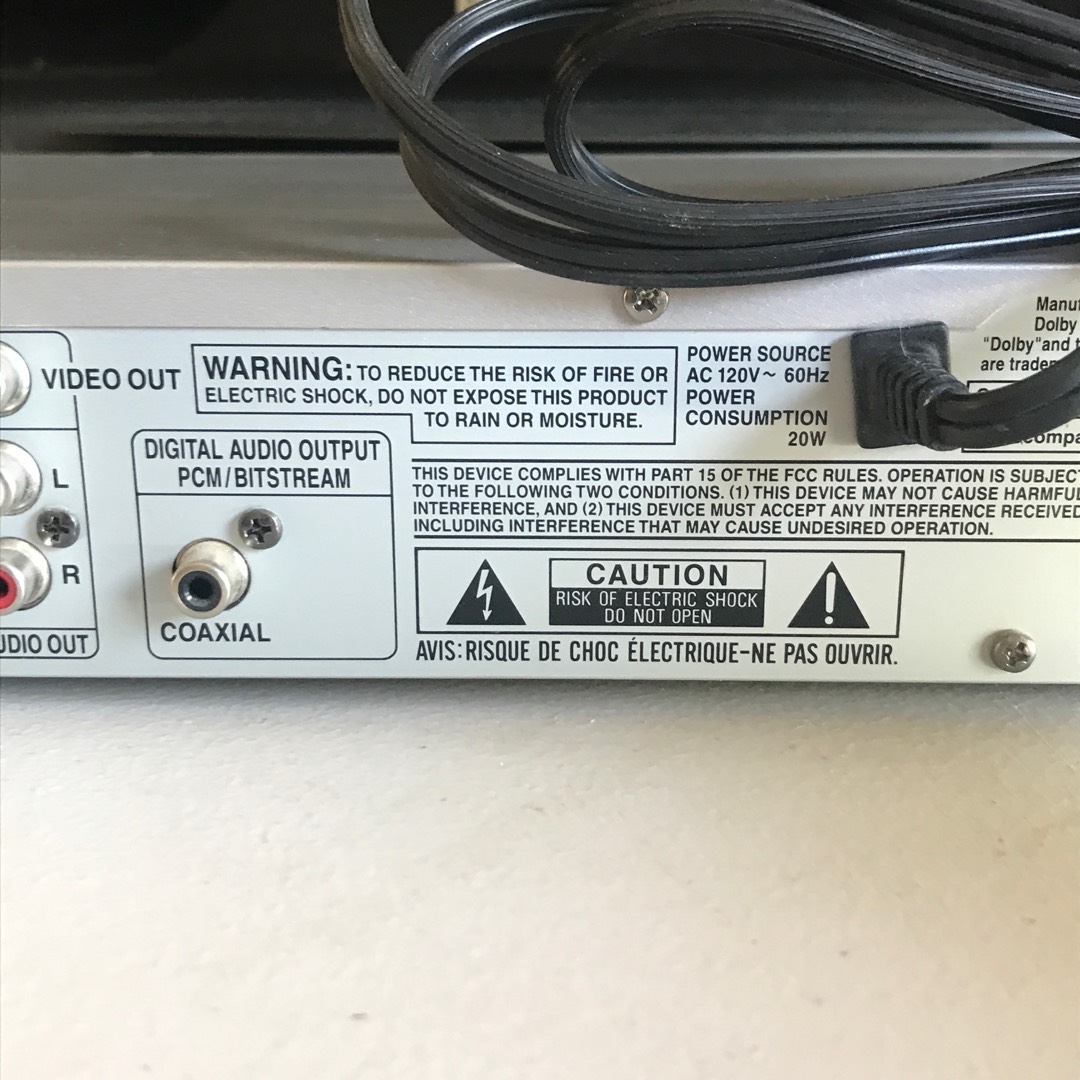 VIDEO OUT
L
R
UDIO OUT
DIGITAL AUDIO OUTPUT
PCM/BITSTREAM
COAXIAL
WARNING: TO REDUCE THE RISK OF FIRE OR
ELECTRIC SHOCK, DO NOT EXPOSE THIS PRODUCT
TO RAIN OR MOISTURE.
POWER SOURCE
AC 120V~ 60Hz
POWER
CONSUMPTION
20W
Manuf
Dolby
"Dolby"and t
are tradem
compa
THIS DEVICE COMPLIES WITH PART 15 OF THE FCC RULES. OPERATION IS SUBJECT
TO THE FOLLOWING TWO CONDITIONS. (1) THIS DEVICE MAY NOT CAUSE HARMFUL
INTERFERENCE, AND (2) THIS DEVICE MUST ACCEPT ANY INTERFERENCE RECEIVED
INCLUDING INTERFERENCE THAT MAY CAUSE UNDESIRED OPERATION.
CAUTION
RISK OF ELECTRIC SHOCK
DO NOT OPEN
AVIS: RISQUE DE CHOC ÉLECTRIQUE-NE PAS OUVRIR.